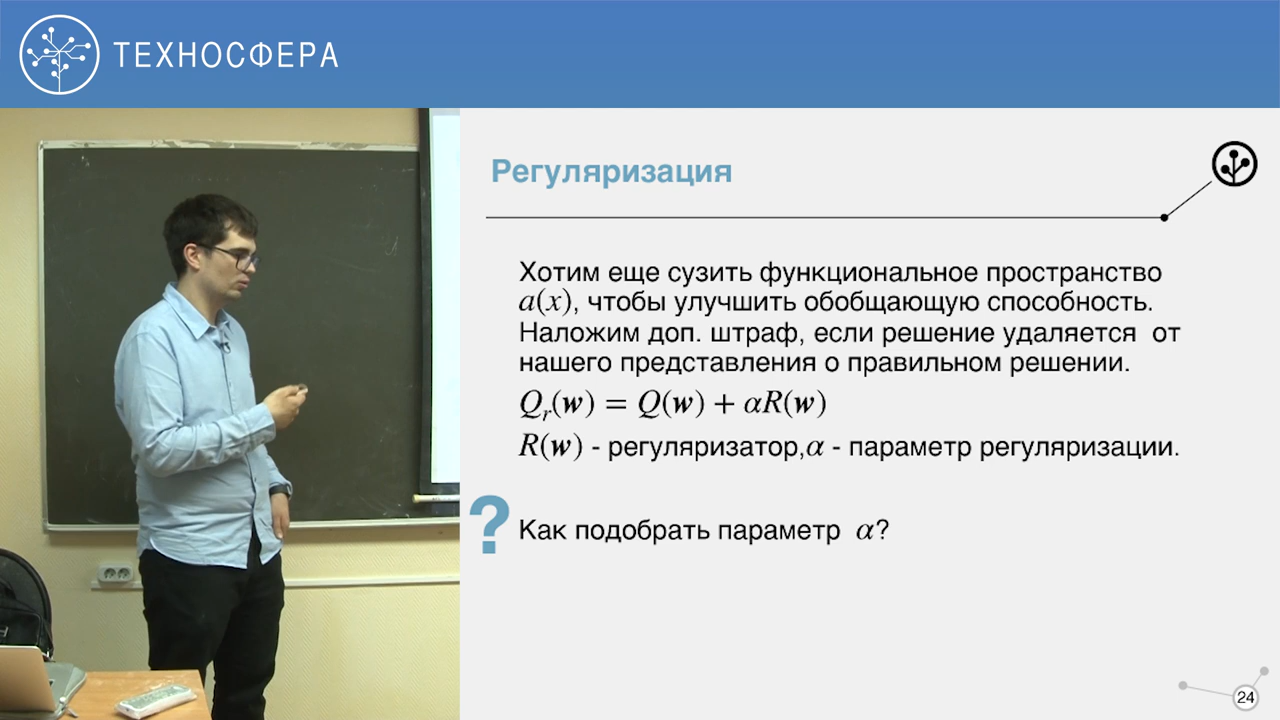 ТЕХНОСФЕРА
Регуляризация
Хотим еще сузить функциональное пространство
a(x), чтобы улучшить обобщающую способность.
Наложим доп. штраф, если решение удаляется от
нашего представления о правильном решении.
Qᵣ(w) = Q(w) + αR(w)
R(w) - регуляризатор,α - параметр регуляризации.
? Как подобрать параметр α?
24